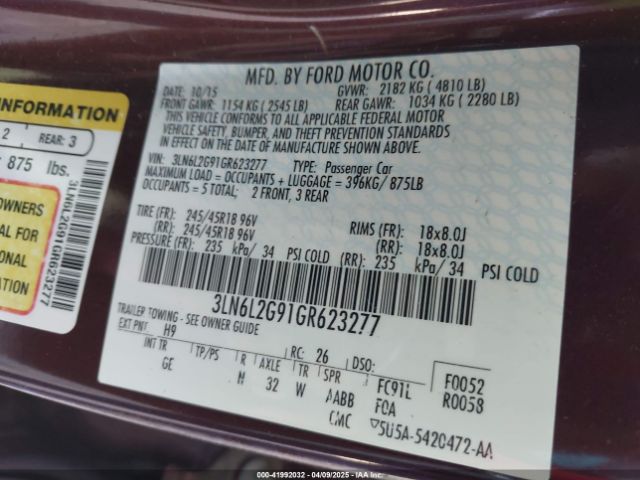 MFD. BY FORD MOTOR CO.
DATE: 10/15 GVWR: 2182 KG ( 4810 LB)
FRONT GAWR: 1154 KG ( 2545 LB) REAR GAWR: 1034 KG ( 2280 LB)
THIS VEHICLE CONFORMS TO ALL APPLICABLE FEDERAL MOTOR
VEHICLE SAFETY, BUMPER, AND THEFT PREVENTION STANDARDS
IN EFFECT ON THE DATE OF MANUFACTURE SHOWN ABOVE.
VIN: 3LN6L2G91GR623277 TYPE: Passenger Car
MAXIMUM LOAD = OCCUPANTS + LUGGAGE = 396KG/ 875LB
OCCUPANTS = 5 TOTAL; 2 FRONT, 3 REAR
TIRE (FR): 245/45R18 96V RIMS (FR): 18x8.0J
(RR): 245/45R18 96V (RR): 18x8.0J
PRESSURE (FR): 235 kPa/ 34 PSI COLD (RR): 235 kPa/ 34 PSI COLD
3LN6L2G91GR623277
TRAILER TOWING - SEE OWNER GUIDE
EXT PNT: H9 RC: 26 DSO:
INT TR TP/PS R AXLE TR SPR FC91L F0052
GE N 32 W AABB FOA R0058
CMC ▽5U5A-5420472-AA
INFORMATION
2 REAR: 3
875 lbs.
OWNERS
AL FOR
ATION
3LN6L2G91GR623277
000-41992032 - 04/09/2025 - IAAI Branch